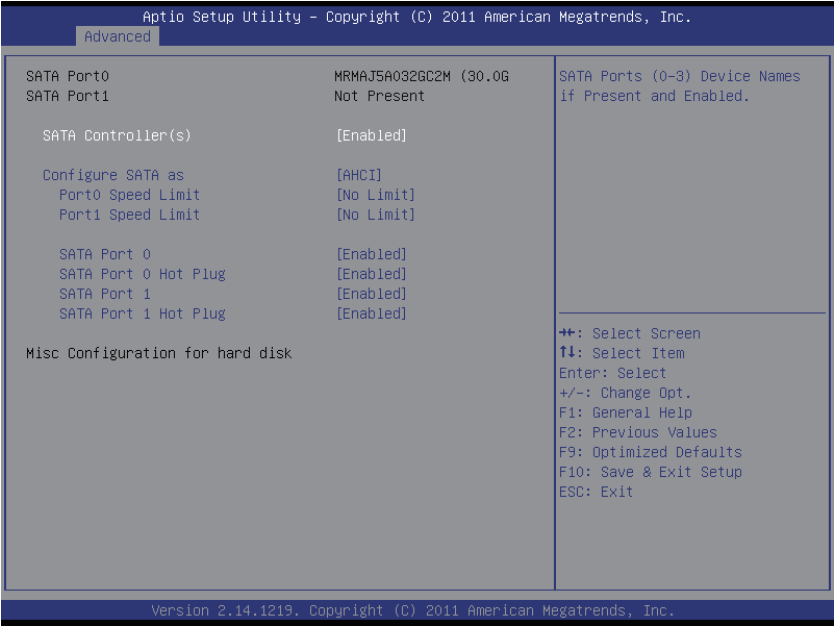 Aptio Setup Utility – Copyright (C) 2011 American Megatrends, Inc.
Advanced
SATA Port0 MRMAJ5A032GC2M (30.0G
SATA Port1 Not Present
SATA Controller(s) [Enabled]
Configure SATA as [AHCI]
Port0 Speed Limit [No Limit]
Port1 Speed Limit [No Limit]
SATA Port 0 [Enabled]
SATA Port 0 Hot Plug [Enabled]
SATA Port 1 [Enabled]
SATA Port 1 Hot Plug [Enabled]
Misc Configuration for hard disk
SATA Ports (0-3) Device Names
if Present and Enabled.
→←: Select Screen
↑↓: Select Item
Enter: Select
+/-: Change Opt.
F1: General Help
F2: Previous Values
F9: Optimized Defaults
F10: Save & Exit Setup
ESC: Exit
Version 2.14.1219. Copyright (C) 2011 American Megatrends, Inc.